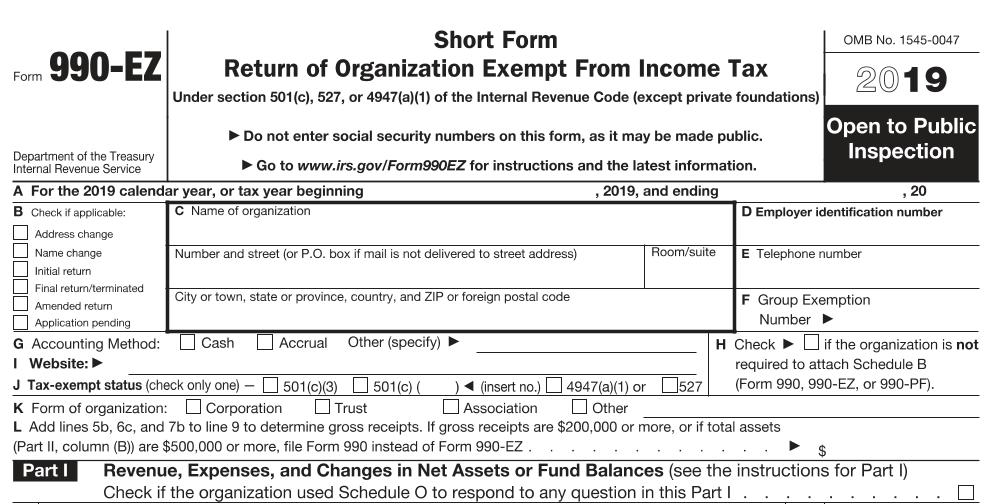 Form 990-EZ
Department of the Treasury
Internal Revenue Service
Short Form
Return of Organization Exempt From Income Tax
Under section 501(c), 527, or 4947(a)(1) of the Internal Revenue Code (except private foundations)
▶ Do not enter social security numbers on this form, as it may be made public.
▶ Go to www.irs.gov/Form990EZ for instructions and the latest information.
OMB No. 1545-0047
2019
Open to Public
Inspection
A For the 2019 calendar year, or tax year beginning , 2019, and ending , 20
B Check if applicable:
Address change
Name change
Initial return
Final return/terminated
Amended return
Application pending
C Name of organization
Number and street (or P.O. box if mail is not delivered to street address)
Room/suite
City or town, state or province, country, and ZIP or foreign postal code
D Employer identification number
E Telephone number
F Group Exemption
Number ▶
G Accounting Method: Cash Accrual Other (specify) ▶
I Website: ▶
J Tax-exempt status (check only one) — 501(c)(3) 501(c) ( ) ◀ (insert no.) 4947(a)(1) or 527
H Check ▶ if the organization is not
required to attach Schedule B
(Form 990, 990-EZ, or 990-PF).
K Form of organization: Corporation Trust Association Other
L Add lines 5b, 6c, and 7b to line 9 to determine gross receipts. If gross receipts are $200,000 or more, or if total assets
(Part II, column (B)) are $500,000 or more, file Form 990 instead of Form 990-EZ . . . . . . . . . . . . ▶ $
Part I Revenue, Expenses, and Changes in Net Assets or Fund Balances (see the instructions for Part I)
Check if the organization used Schedule O to respond to any question in this Part I . . . . . . . . . .